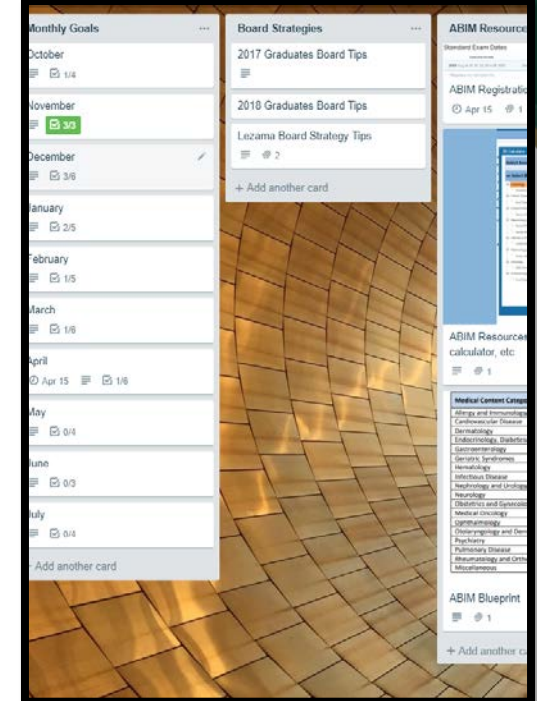 Monthly Goals
October
1/4
November
3/3
December
3/6
January
2/5
February
1/5
March
1/6
April
Apr 15 1/6
May
0/4
June
0/3
July
0/4
+ Add another card
Board Strategies
2017 Graduates Board Tips
2018 Graduates Board Tips
Lezama Board Strategy Tips
2
+ Add another card
ABIM Resource
Standard Exam Dates
ABIM Registratio
Apr 15 1
ABIM Resources
calculator, etc
1
Medical Content Catego
Allergy and Immunology
Cardiovascular Disease
Dermatology
Endocrinology, Diabetes
Gastroenterology
Geriatric Syndromes
Hematology
Infectious Disease
Nephrology and Urology
Neurology
Obstetrics and Gynecolo
Medical Oncology
Ophthalmology
Otolaryngology and Den
Psychiatry
Pulmonary Disease
Rheumatology and Ortho
Miscellaneous
ABIM Blueprint
1
+ Add another ca